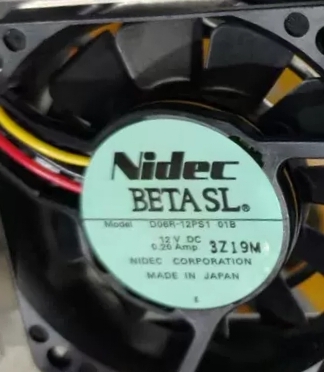 Nidec
BETA SL®
Model D06R-12PS1 01B
12 V DC
0.26 Amp 3Z19M
NIDEC CORPORATION
MADE IN JAPAN